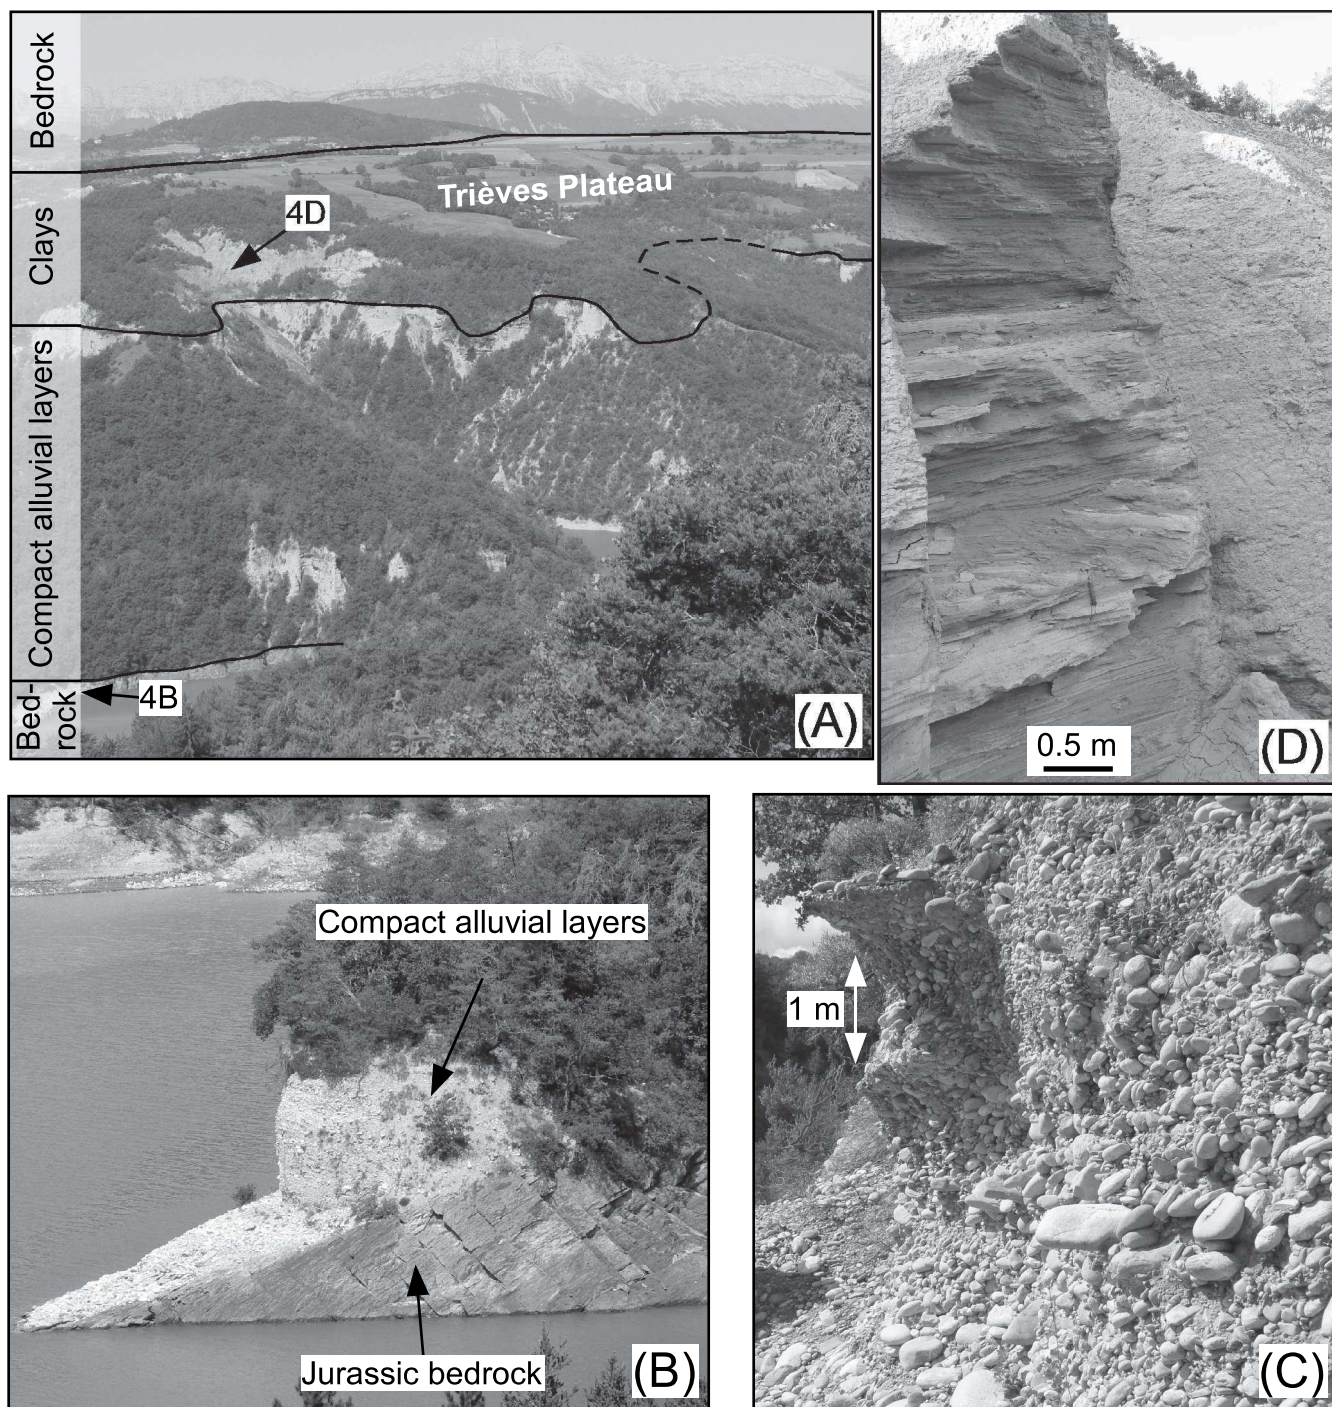 Bedrock
Clays
Compact alluvial layers
Bed-
rock
Trièves Plateau
4D
4B
(A)
0.5 m
(D)
Compact alluvial layers
Jurassic bedrock
(B)
1 m
(C)